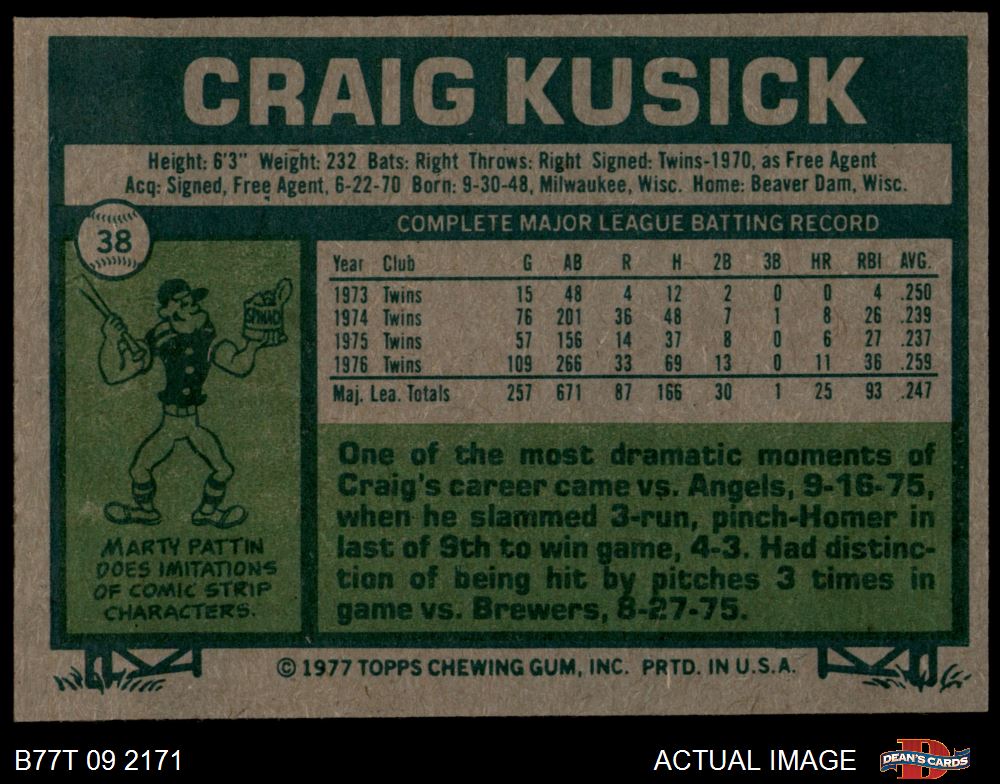 CRAIG KUSICK
Height: 6'3" Weight: 232 Bats: Right Throws: Right Signed: Twins-1970, as Free Agent
Acq: Signed, Free Agent, 6-22-70 Born: 9-30-48, Milwaukee, Wisc. Home: Beaver Dam, Wisc.
38
COMPLETE MAJOR LEAGUE BATTING RECORD
Year Club G AB R H 2B 3B HR RBI AVG.
1973 Twins 15 48 4 12 2 0 0 4 .250
1974 Twins 76 201 36 48 7 1 8 26 .239
1975 Twins 57 156 14 37 8 0 6 27 .237
1976 Twins 109 266 33 69 13 0 11 36 .259
Maj. Lea. Totals 257 671 87 166 30 1 25 93 .247
SPINACH
MARTY PATTIN
DOES IMITATIONS
OF COMIC STRIP
CHARACTERS.
One of the most dramatic moments of
Craig's career came vs. Angels, 9-16-75,
when he slammed 3-run, pinch-Homer in
last of 9th to win game, 4-3. Had distinc-
tion of being hit by pitches 3 times in
game vs. Brewers, 8-27-75.
© 1977 TOPPS CHEWING GUM, INC. PRTD. IN U.S.A.
B77T 09 2171
ACTUAL IMAGE
DEAN'S CARDS